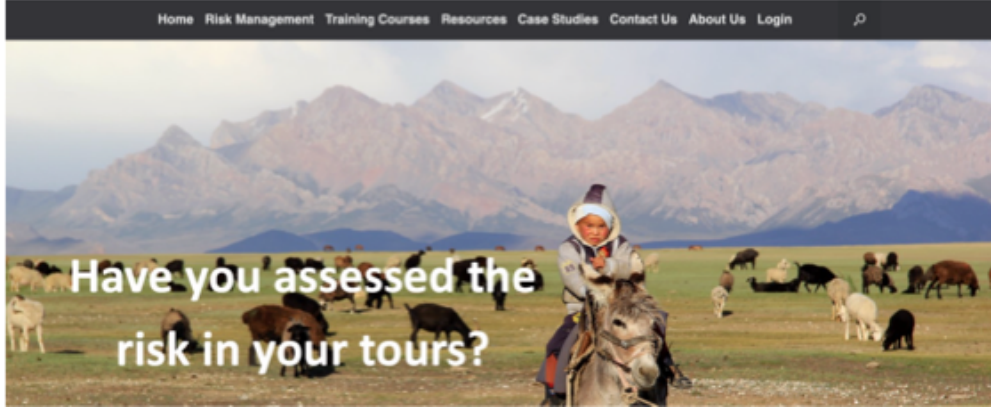 Home Risk Management Training Courses Resources Case Studies Contact Us About Us Login
Have you assessed the
risk in your tours?